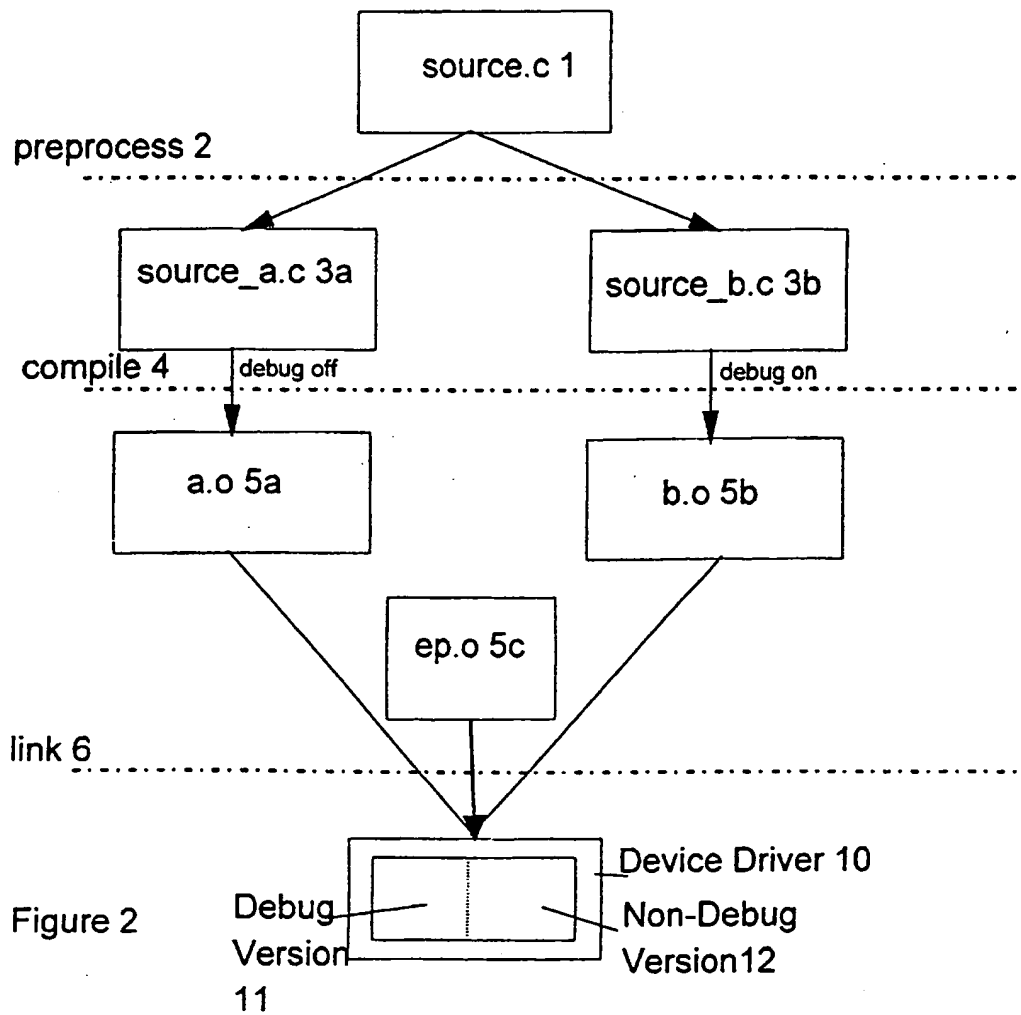 source.c 1
preprocess 2
source_a.c 3a
source_b.c 3b
compile 4
debug off
debug on
a.o 5a
b.o 5b
ep.o 5c
link 6
Device Driver 10
Figure 2
Debug
Version
11
Non-Debug
Version12